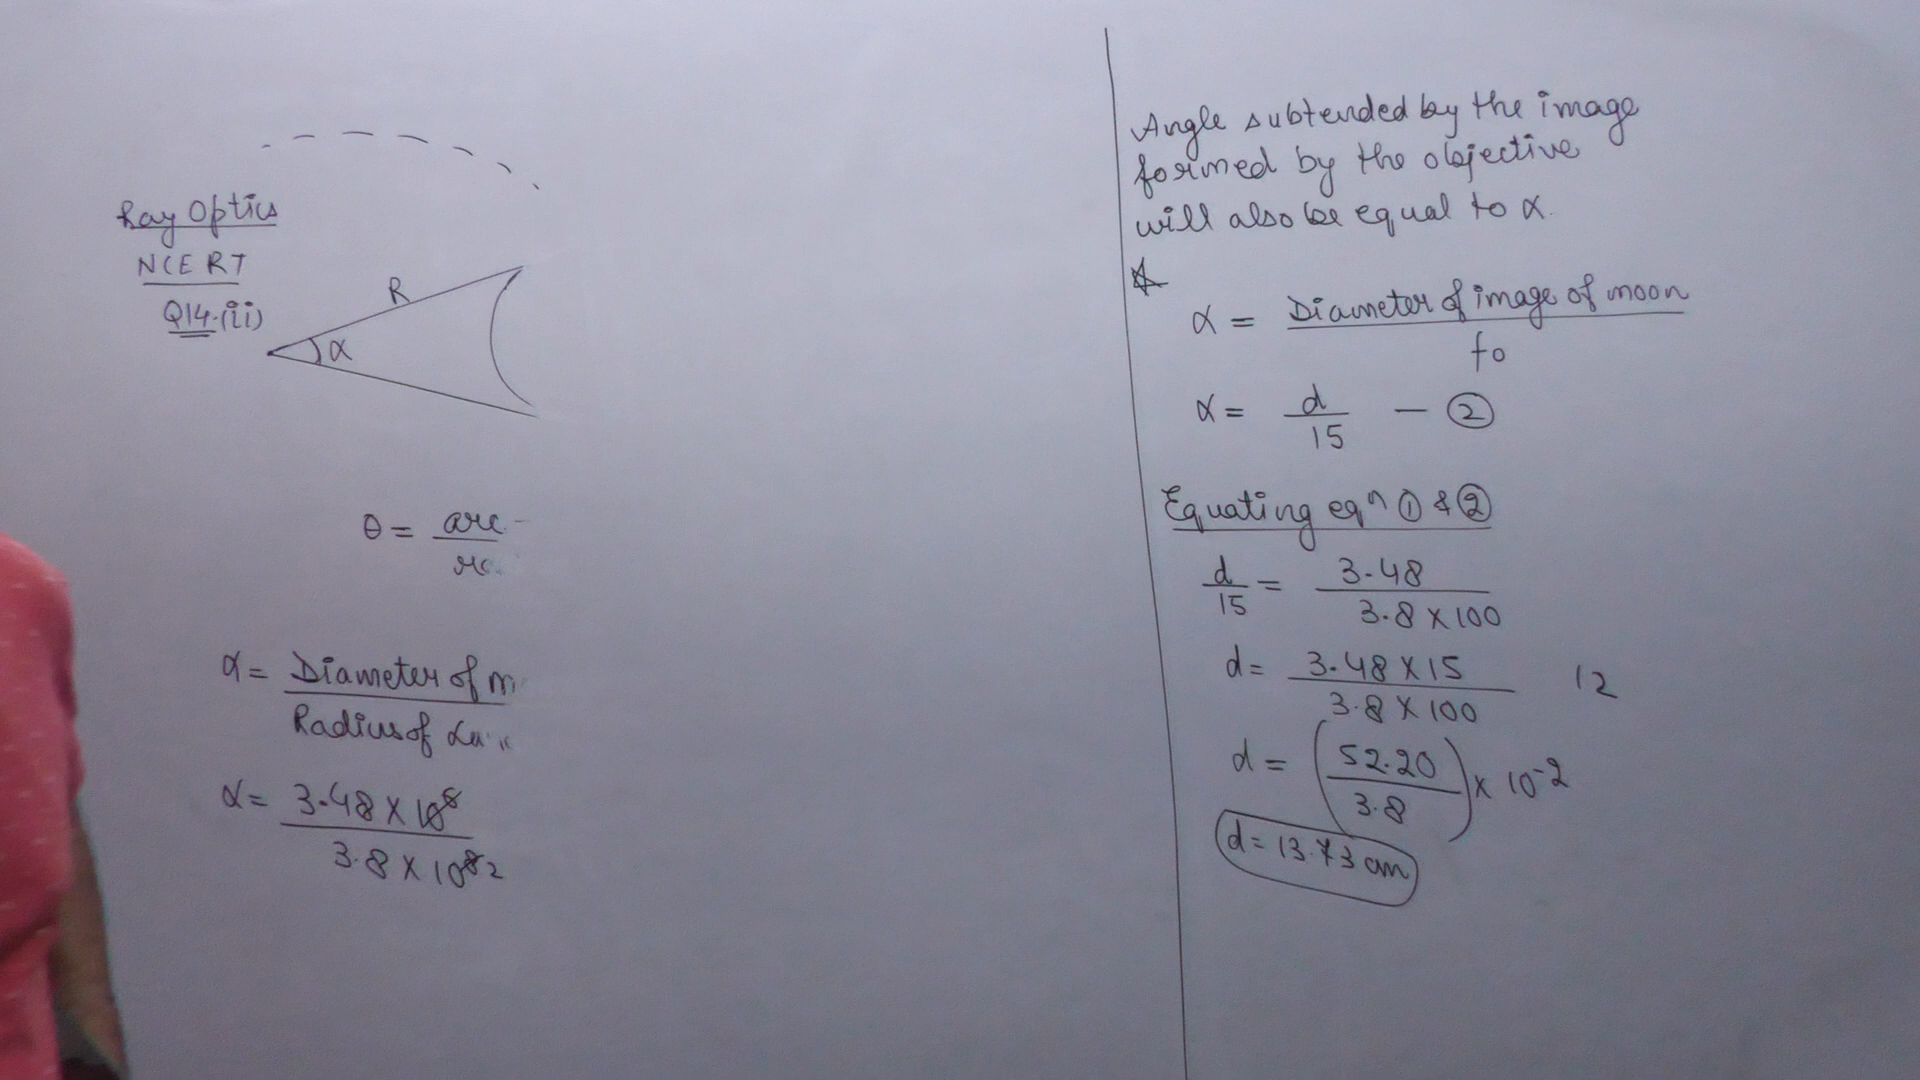 Ray Optics
NCERT
Q14.(ii)
R
α
θ = arc
α = Diameter of m
Radius of
α = 3.48 × 10⁶
3.8 × 10⁸ 2
Angle subtended by the image
formed by the objective
will also be equal to α.
α = Diameter of image of moon
fo
α = d/15 — ②
Equating eqⁿ ① & ②
d/15 = 3.48
3.8 × 100
d = 3.48 × 15 12
3.8 × 100
d = (52.20/3.8) × 10⁻²
d = 13.73 cm